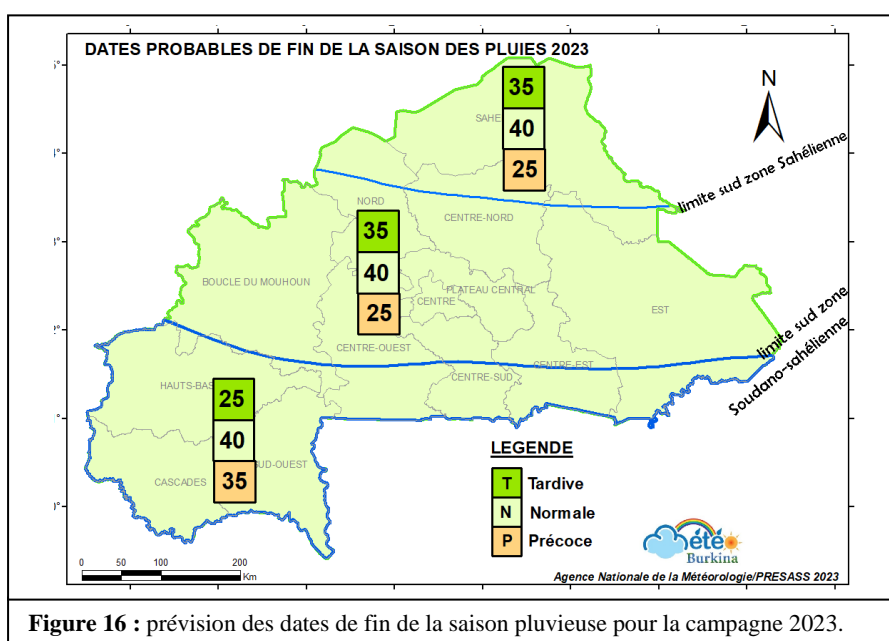 DATES PROBABLES DE FIN DE LA SAISON DES PLUIES 2023
N
35
SAHE
40
25
limite sud zone Sahélienne
NORD
CENTRE-NORD
35
BOUCLE DU MOUHOUN
40
PLATEAU CENTRAL
CENTRE
EST
25
limite sud zone
Soudano-sahélienne
CENTRE-OUEST
CENTRE-EST
CENTRE-SUD
HAUTS-BAS
25
40
SUD-OUEST
CASCADES
35
LEGENDE
T Tardive
N Normale
P Précoce
0 50 100 200
Km
Météo
Burkina
Agence Nationale de la Météorologie/PRESASS 2023
Figure 16 : prévision des dates de fin de la saison pluvieuse pour la campagne 2023.